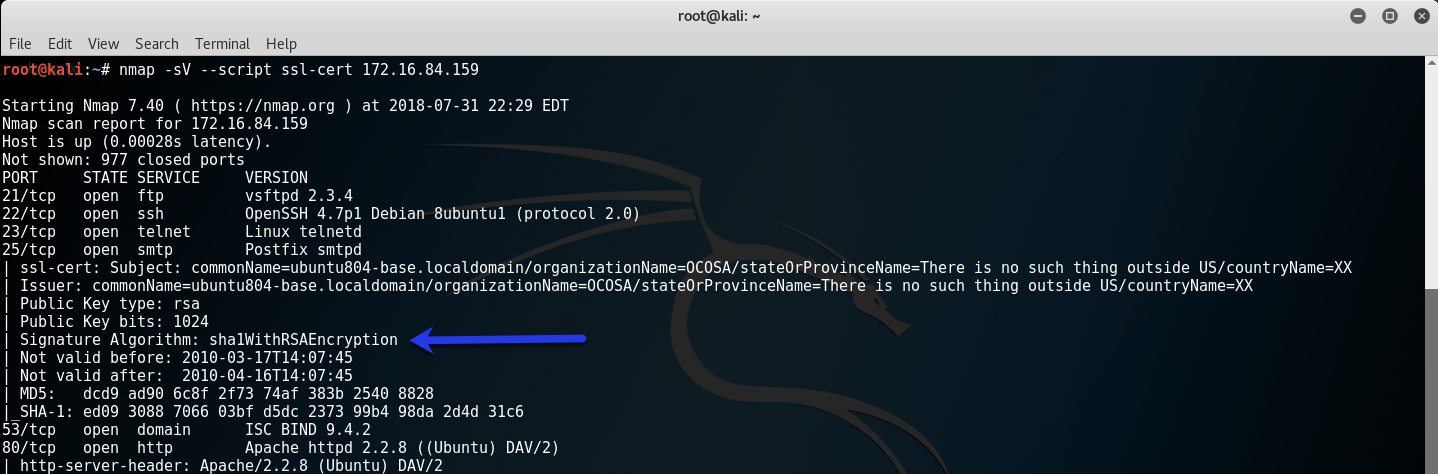 root@kali: ~
File Edit View Search Terminal Help
root@kali:~# nmap -sV --script ssl-cert 172.16.84.159
Starting Nmap 7.40 ( https://nmap.org ) at 2018-07-31 22:29 EDT
Nmap scan report for 172.16.84.159
Host is up (0.00028s latency).
Not shown: 977 closed ports
PORT     STATE SERVICE     VERSION
21/tcp   open  ftp         vsftpd 2.3.4
22/tcp   open  ssh         OpenSSH 4.7p1 Debian 8ubuntu1 (protocol 2.0)
23/tcp   open  telnet      Linux telnetd
25/tcp   open  smtp        Postfix smtpd
| ssl-cert: Subject: commonName=ubuntu804-base.localdomain/organizationName=OCOSA/stateOrProvinceName=There is no such thing outside US/countryName=XX
| Issuer: commonName=ubuntu804-base.localdomain/organizationName=OCOSA/stateOrProvinceName=There is no such thing outside US/countryName=XX
| Public Key type: rsa
| Public Key bits: 1024
| Signature Algorithm: sha1WithRSAEncryption
| Not valid before: 2010-03-17T14:07:45
| Not valid after:  2010-04-16T14:07:45
| MD5:   dcd9 ad90 6c8f 2f73 74af 383b 2540 8828
|_SHA-1: ed09 3088 7066 03bf d5dc 2373 99b4 98da 2d4d 31c6
53/tcp   open  domain      ISC BIND 9.4.2
80/tcp   open  http        Apache httpd 2.2.8 ((Ubuntu) DAV/2)
| http-server-header: Apache/2.2.8 (Ubuntu) DAV/2